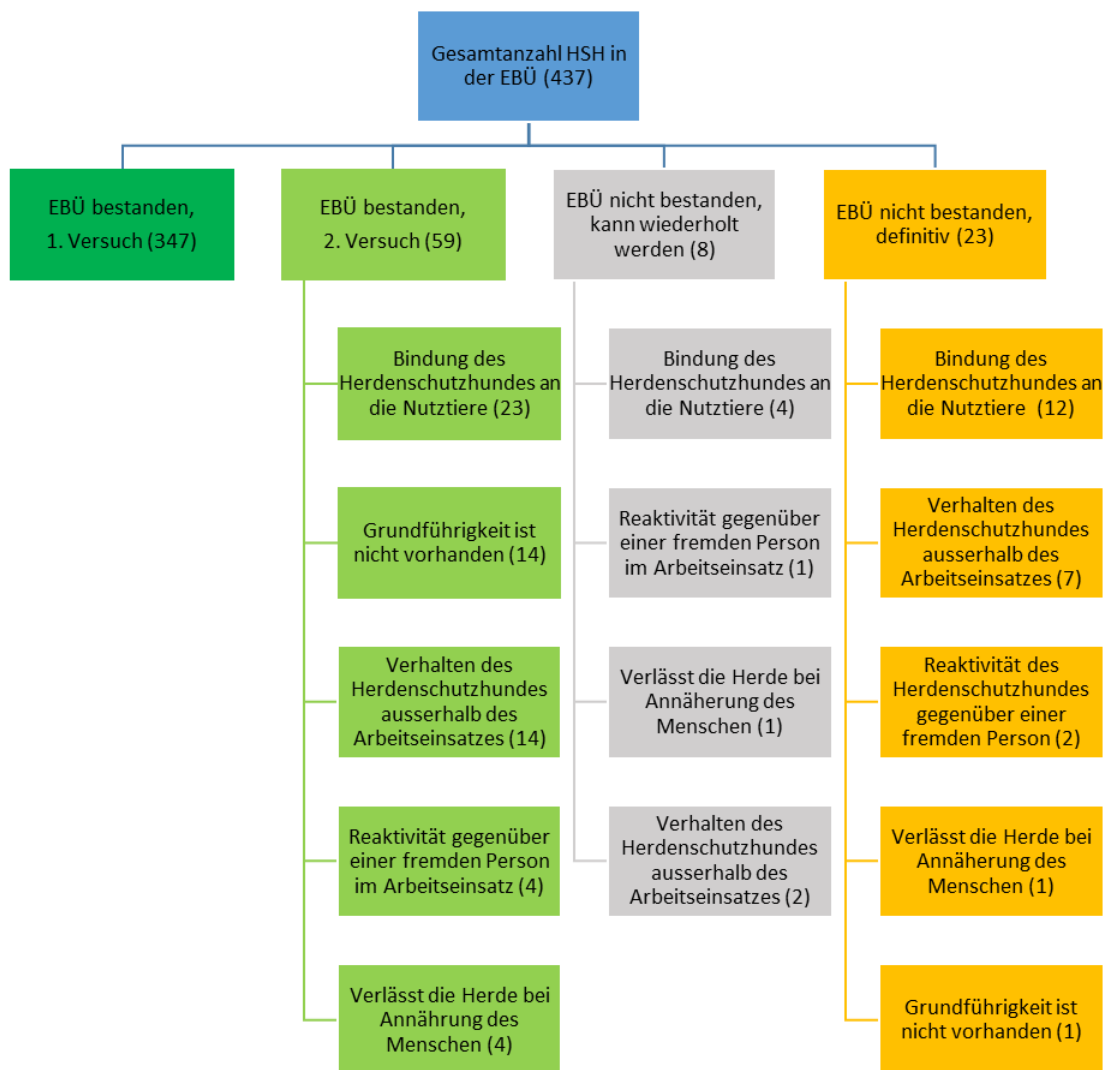 Gesamtanzahl HSH in
der EBÜ (437)
EBÜ bestanden,
1. Versuch (347)
EBÜ bestanden,
2. Versuch (59)
EBÜ nicht bestanden,
kann wiederholt
werden (8)
EBÜ nicht bestanden,
definitiv (23)
Bindung des
Herdenschutzhundes an
die Nutztiere (23)
Grundführigkeit ist
nicht vorhanden (14)
Verhalten des
Herdenschutzhundes
ausserhalb des
Arbeitseinsatzes (14)
Reaktivität gegenüber
einer fremden Person
im Arbeitseinsatz (4)
Verlässt die Herde bei
Annährung des
Menschen (4)
Bindung des
Herdenschutzhundes an
die Nutztiere (4)
Reaktivität gegenüber
einer fremden Person
im Arbeitseinsatz (1)
Verlässt die Herde bei
Annäherung des
Menschen (1)
Verhalten des
Herdenschutzhundes
ausserhalb des
Arbeitseinsatzes (2)
Bindung des
Herdenschutzhundes an
die Nutztiere (12)
Verhalten des
Herdenschutzhundes
ausserhalb des
Arbeitseinsatzes (7)
Reaktivität des
Herdenschutzhundes
gegenüber einer
fremden Person (2)
Verlässt die Herde bei
Annäherung des
Menschen (1)
Grundführigkeit ist
nicht vorhanden (1)